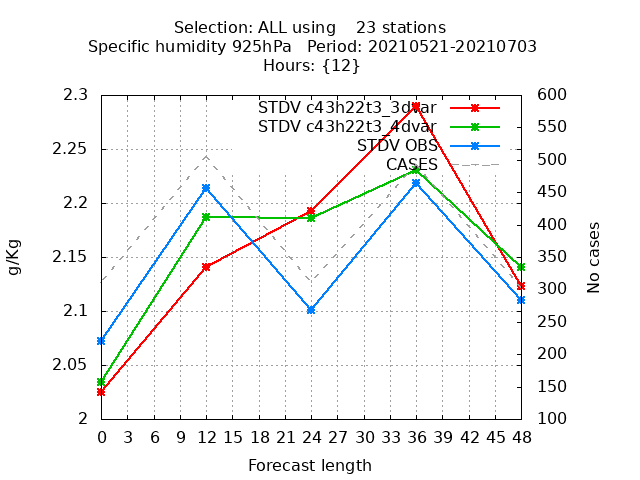 Selection: ALL using    23 stations
Specific humidity 925hPa   Period: 20210521-20210703
Hours: {12}
g/Kg
2.3
2.25
2.2
2.15
2.1
2.05
2
STDV c43h22t3_3dvar
STDV c43h22t3_4dvar
STDV OBS
CASES
600
550
500
450
400
350
300
250
200
150
100
No cases
0 3 6 9 12 15 18 21 24 27 30 33 36 39 42 45 48
Forecast length